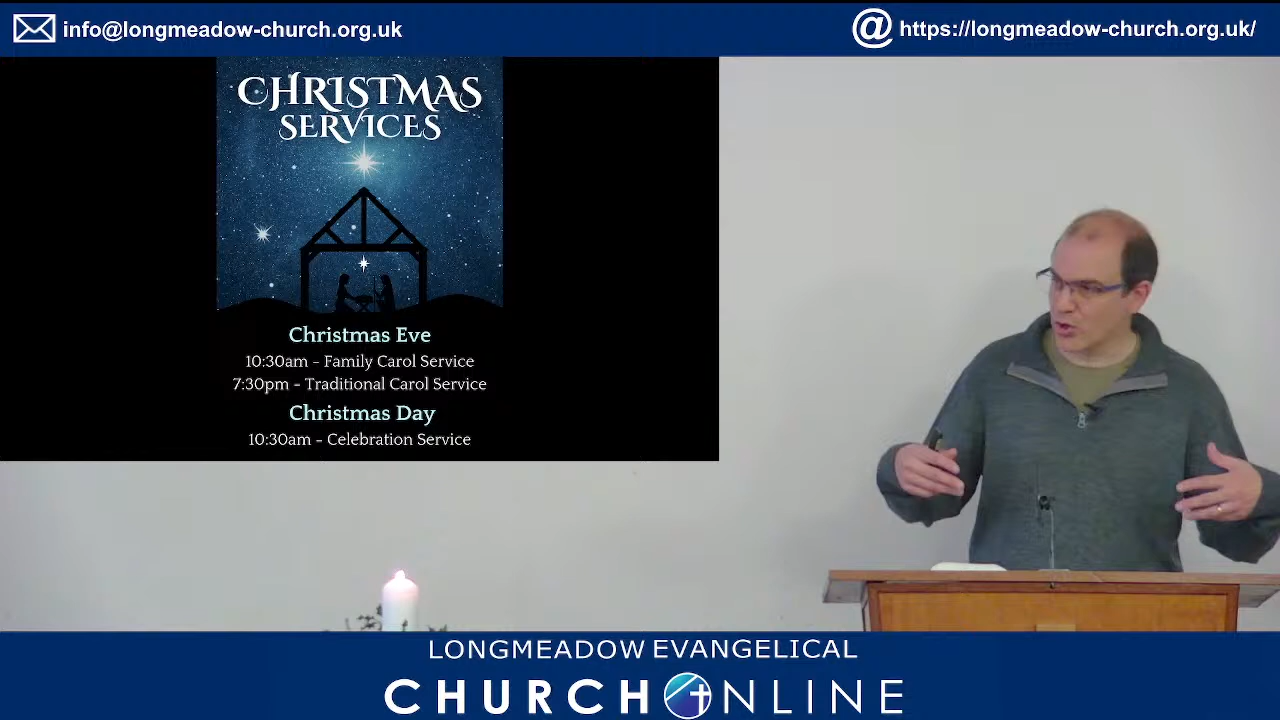 info@longmeadow-church.org.uk
https://longmeadow-church.org.uk/
CHRISTMAS
SERVICES
Christmas Eve
10:30am - Family Carol Service
7:30pm - Traditional Carol Service
Christmas Day
10:30am - Celebration Service
LONGMEADOW EVANGELICAL
CHURCH ONLINE